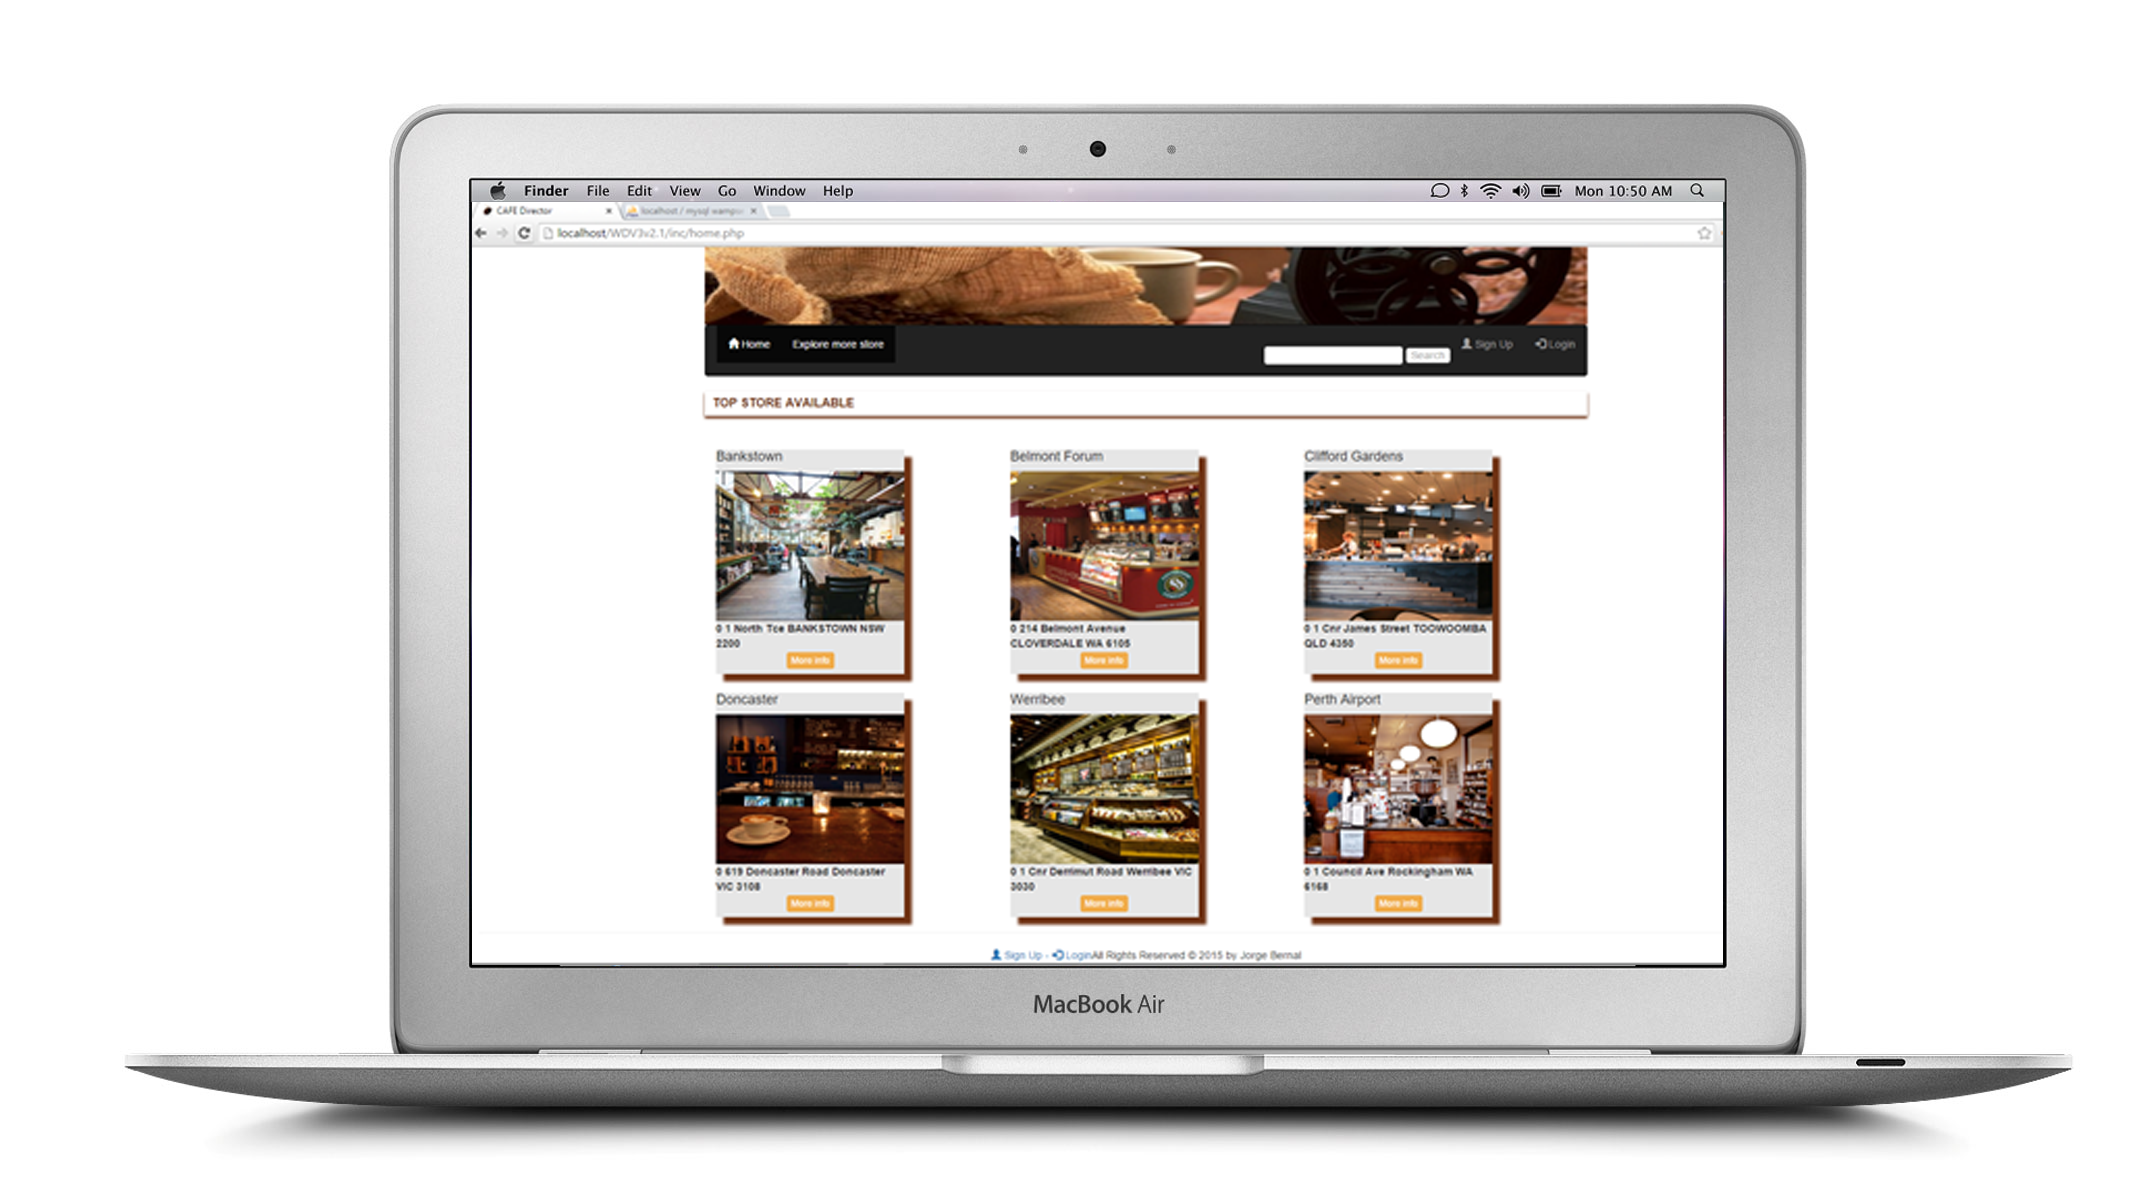 Finder File Edit View Go Window Help Mon 10:50 AM
CAFE Director localhost / mysql wampo
localhost/WDV3v2.1/inc/home.php
Home Explore more store Search Sign Up Login
TOP STORE AVAILABLE
Bankstown Belmont Forum Clifford Gardens
0 1 North Tce BANKSTOWN NSW
2200
More info
0 214 Belmont Avenue
CLOVERDALE WA 6105
More info
0 1 Cnr James Street TOOWOOMBA
QLD 4350
More info
Doncaster Werribee Perth Airport
0 619 Doncaster Road Doncaster
VIC 3108
More info
0 1 Cnr Derrimut Road Werribee VIC
3030
More info
0 1 Council Ave Rockingham WA
6168
More info
Sign Up - LoginAll Rights Reserved © 2015 by Jorge Bernal
MacBook Air